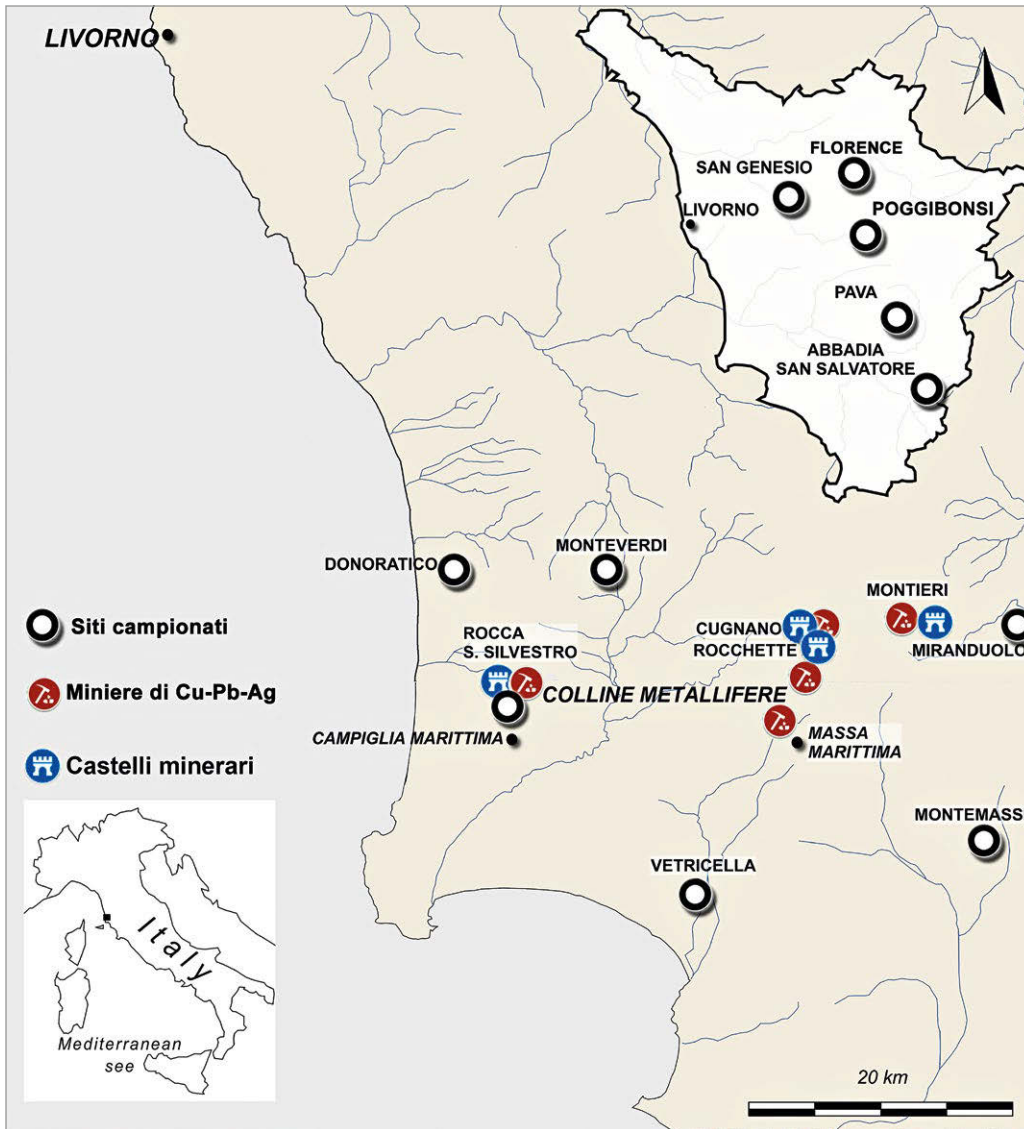 LIVORNO
FLORENCE
SAN GENESIO
LIVORNO
POGGIBONSI
PAVA
ABBADIA
SAN SALVATORE
DONORATICO
MONTEVERDI
MONTIERI
Siti campionati
ROCCA
S. SILVESTRO
CUGNANO
ROCCHETTE
MIRANDUOLO
Miniere di Cu-Pb-Ag
COLLINE METALLIFERE
CAMPIGLIA MARITTIMA
MASSA
MARITTIMA
Castelli minerari
MONTEMASSI
VETRICELLA
Italy
Mediterranean
see
20 km